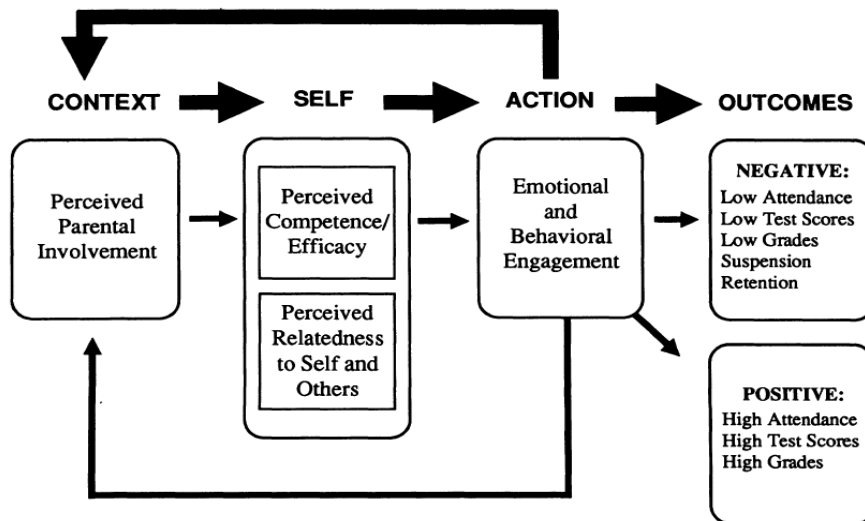 CONTEXT
SELF
ACTION
OUTCOMES
Perceived
Parental
Involvement
Perceived
Competence/
Efficacy
Perceived
Relatedness
to Self and
Others
Emotional
and
Behavioral
Engagement
NEGATIVE:
Low Attendance
Low Test Scores
Low Grades
Suspension
Retention
POSITIVE:
High Attendance
High Test Scores
High Grades